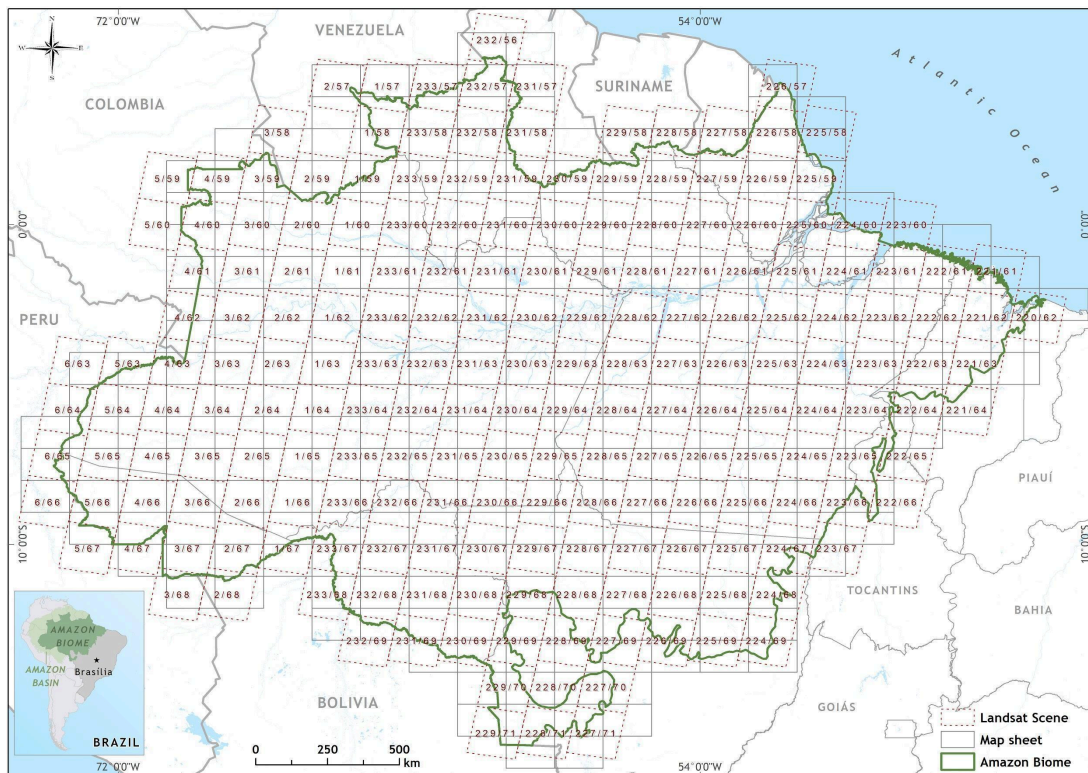 72°00'00"W
54°00'00"W
N
W
E
S
VENEZUELA
232/56
COLOMBIA
SURINAME
Atlantic Ocean
2/57 1/57 233/57 232/57 231/57 226/57
3/58 1/58 233/58 232/58 231/58 229/58 228/58 227/58 226/58 225/58
5/59 4/59 3/59 2/59 1/59 233/59 232/59 231/59 230/59 229/59 228/59 227/59 226/59 225/59
0°0'00"
5/60 4/60 3/60 2/60 1/60 233/60 232/60 231/60 230/60 229/60 228/60 227/60 226/60 225/60 224/60 223/60
0°0'00"
4/61 3/61 2/61 1/61 233/61 232/61 231/61 230/61 229/61 228/61 227/61 226/61 225/61 224/61 223/61 222/61 221/61
PERU
4/62 3/62 2/62 1/62 233/62 232/62 231/62 230/62 229/62 228/62 227/62 226/62 225/62 224/62 223/62 222/62 221/62 220/62
6/63 5/63 4/63 3/63 2/63 1/63 233/63 232/63 231/63 230/63 229/63 228/63 227/63 226/63 225/63 224/63 223/63 222/63 221/63
6/64 5/64 4/64 3/64 2/64 1/64 233/64 232/64 231/64 230/64 229/64 228/64 227/64 226/64 225/64 224/64 223/64 222/64 221/64
6/65 5/65 4/65 3/65 2/65 1/65 233/65 232/65 231/65 230/65 229/65 228/65 227/65 226/65 225/65 224/65 223/65 222/65
PIAUÍ
6/66 5/66 4/66 3/66 2/66 1/66 233/66 232/66 231/66 230/66 229/66 228/66 227/66 226/66 225/66 224/66 223/66 222/66
10°00'S
5/67 4/67 3/67 2/67 1/67 233/67 232/67 231/67 230/67 229/67 228/67 227/67 226/67 225/67 224/67 223/67
10°00'S
3/68 2/68 233/68 232/68 231/68 230/68 229/68 228/68 227/68 226/68 225/68 224/68
TOCANTINS
BAHIA
232/69 231/69 230/69 229/69 228/69 227/69 226/69 225/69 224/69
AMAZON
BIOME
AMAZON
BASIN
Brasília
BRAZIL
BOLIVIA
229/70 228/70 227/70
GOIÁS
229/71 228/71 227/71
0 250 500
km
Landsat Scene
Map sheet
Amazon Biome
72°00'W
54°00'W